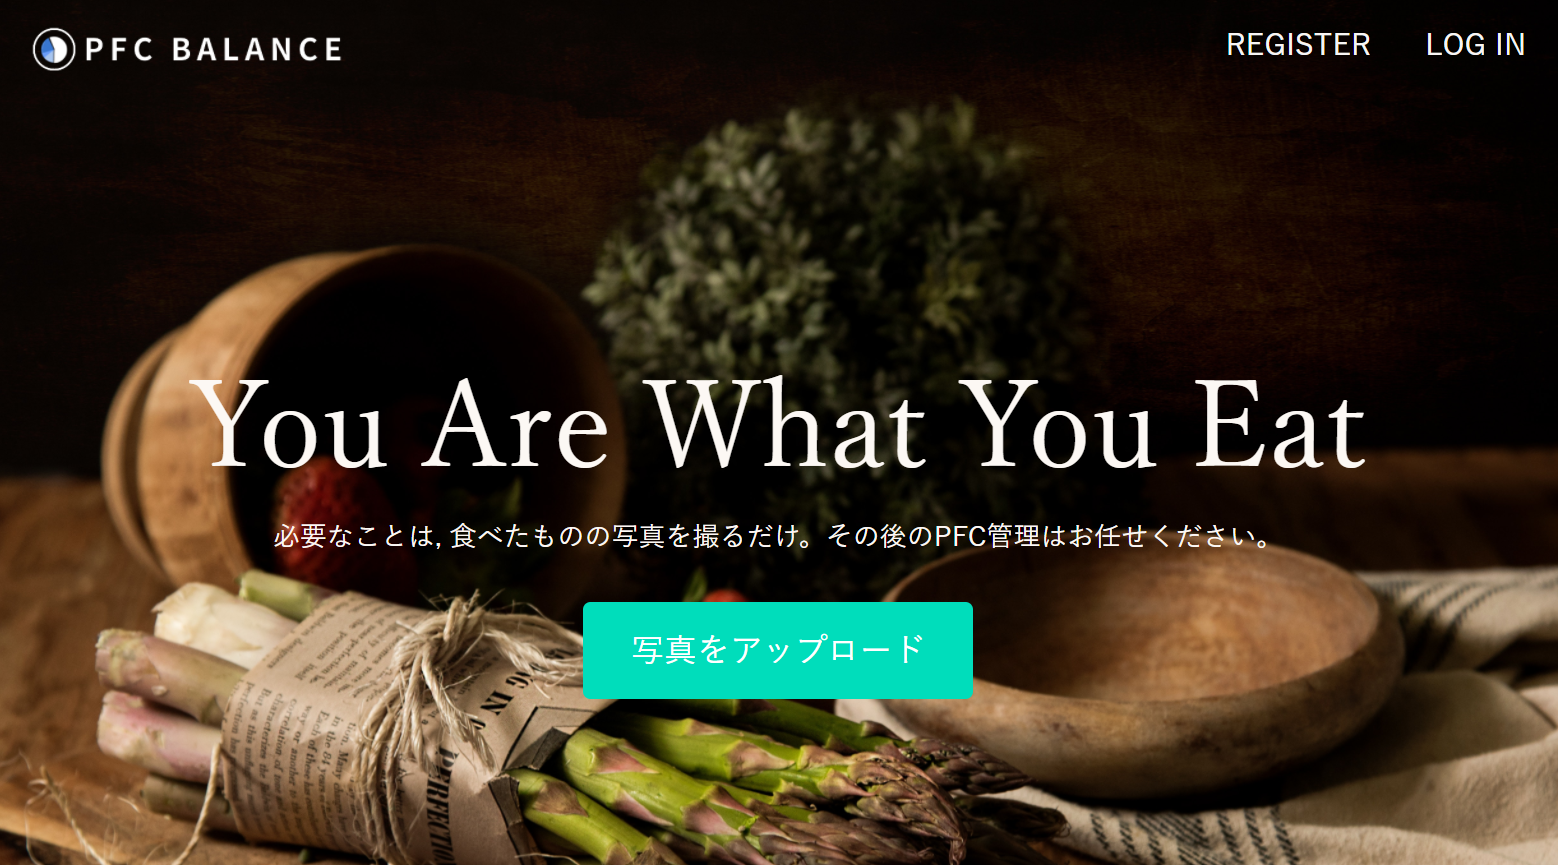 PFC BALANCE
REGISTER
LOG IN
You Are What You Eat
必要なことは, 食べたものの写真を撮るだけ。その後のPFC管理はお任せください。
写真をアップロード